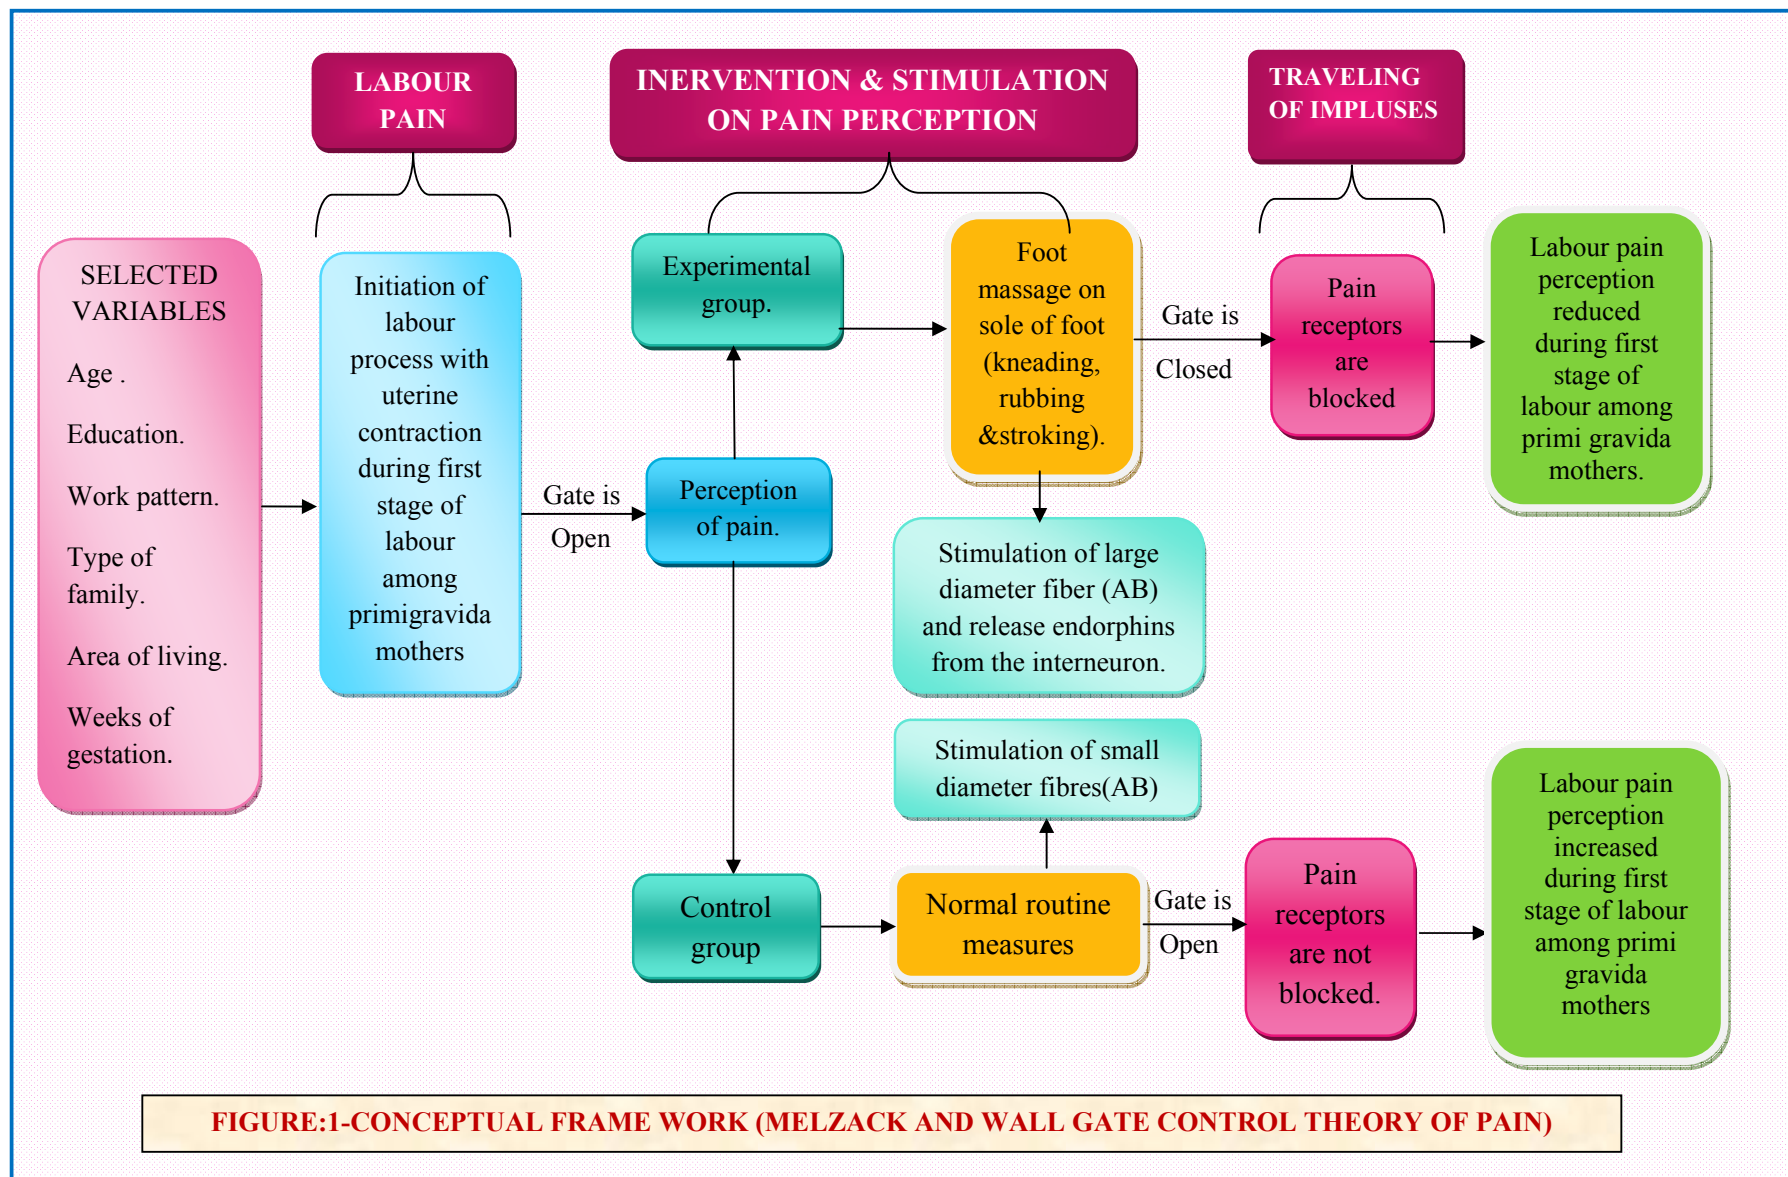 LABOUR
PAIN
INERVENTION & STIMULATION
ON PAIN PERCEPTION
TRAVELING
OF IMPLUSES
SELECTED
VARIABLES
Age .
Education.
Work pattern.
Type of
family.
Area of living.
Weeks of
gestation.
Initiation of
labour
process with
uterine
contraction
during first
stage of
labour
among
primigravida
mothers
Gate is
Open
Perception
of pain.
Experimental
group.
Foot
massage on
sole of foot
(kneading,
rubbing
&stroking).
Gate is
Closed
Pain
receptors
are
blocked
Labour pain
perception
reduced
during first
stage of
labour among
primi gravida
mothers.
Stimulation of large
diameter fiber (AB)
and release endorphins
from the interneuron.
Stimulation of small
diameter fibres(AB)
Control
group
Normal routine
measures
Gate is
Open
Pain
receptors
are not
blocked.
Labour pain
perception
increased
during first
stage of labour
among primi
gravida
mothers
FIGURE:1-CONCEPTUAL FRAME WORK (MELZACK AND WALL GATE CONTROL THEORY OF PAIN)